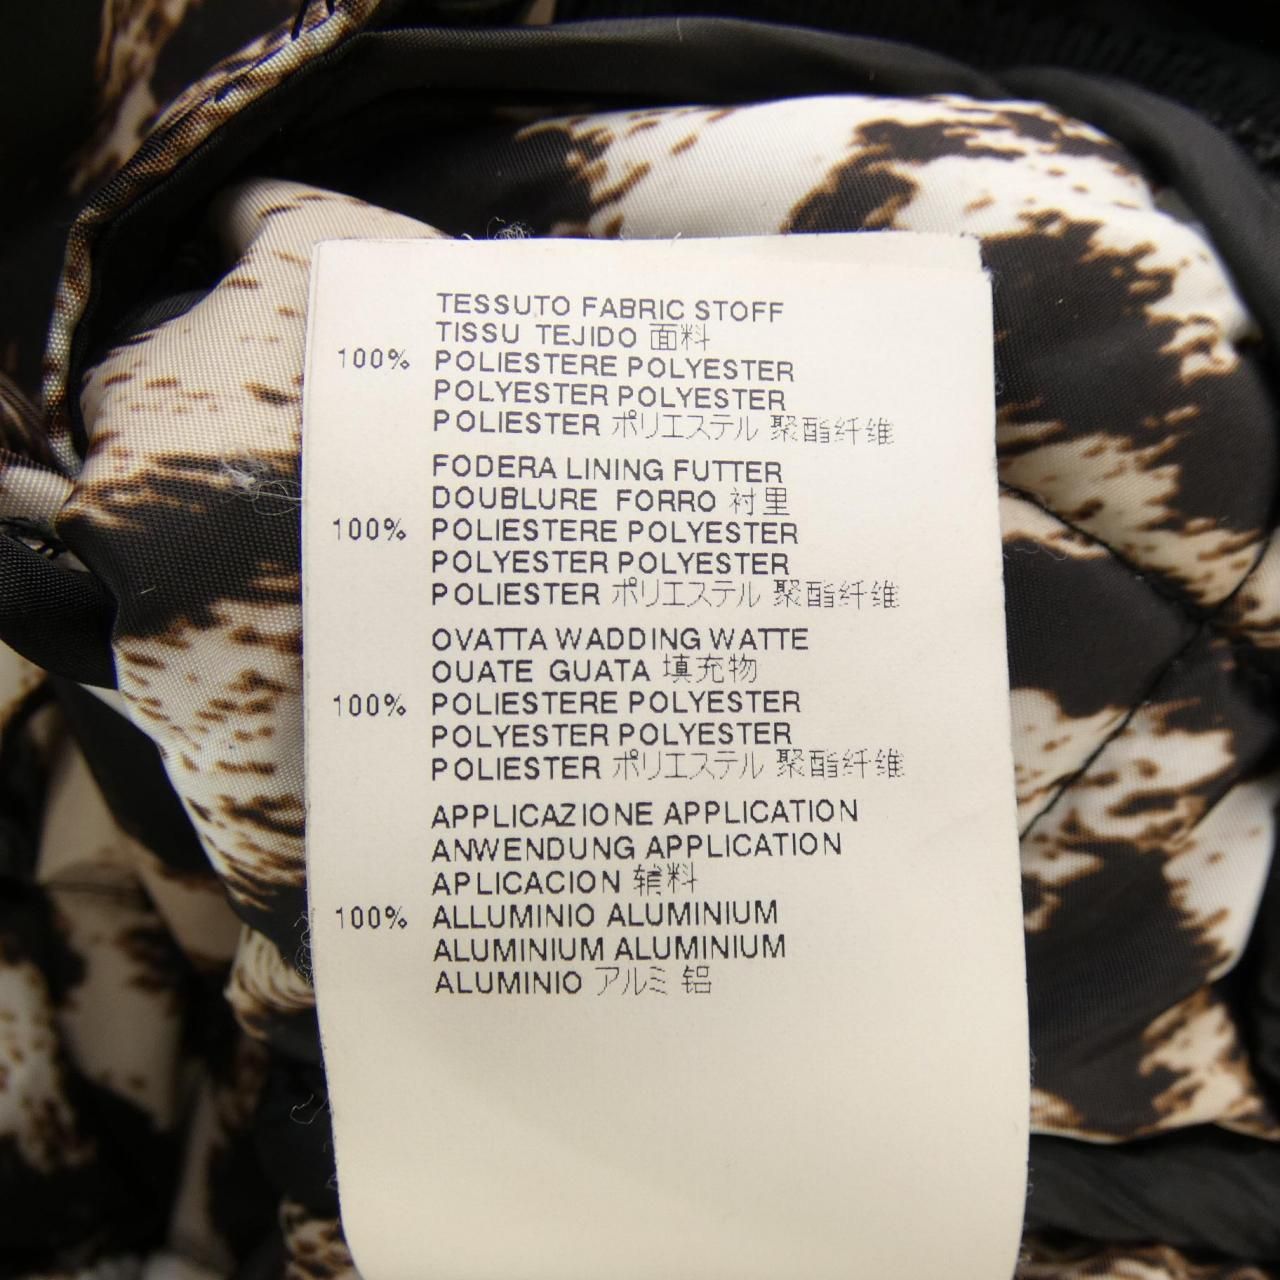 TESSUTO FABRIC STOFF
TISSU TEJIDO 面料
100% POLIESTERE POLYESTER
POLYESTER POLYESTER
POLIESTER ポリエステル 聚酯纤维
FODERA LINING FUTTER
DOUBLURE FORRO 衬里
100% POLIESTERE POLYESTER
POLYESTER POLYESTER
POLIESTER ポリエステル 聚酯纤维
OVATTA WADDING WATTE
OUATE GUATA 填充物
100% POLIESTERE POLYESTER
POLYESTER POLYESTER
POLIESTER ポリエステル 聚酯纤维
APPLICAZIONE APPLICATION
ANWENDUNG APPLICATION
APLICACION 辅料
100% ALLUMINIO ALUMINIUM
ALUMINIUM ALUMINIUM
ALUMINIO アルミ 铝